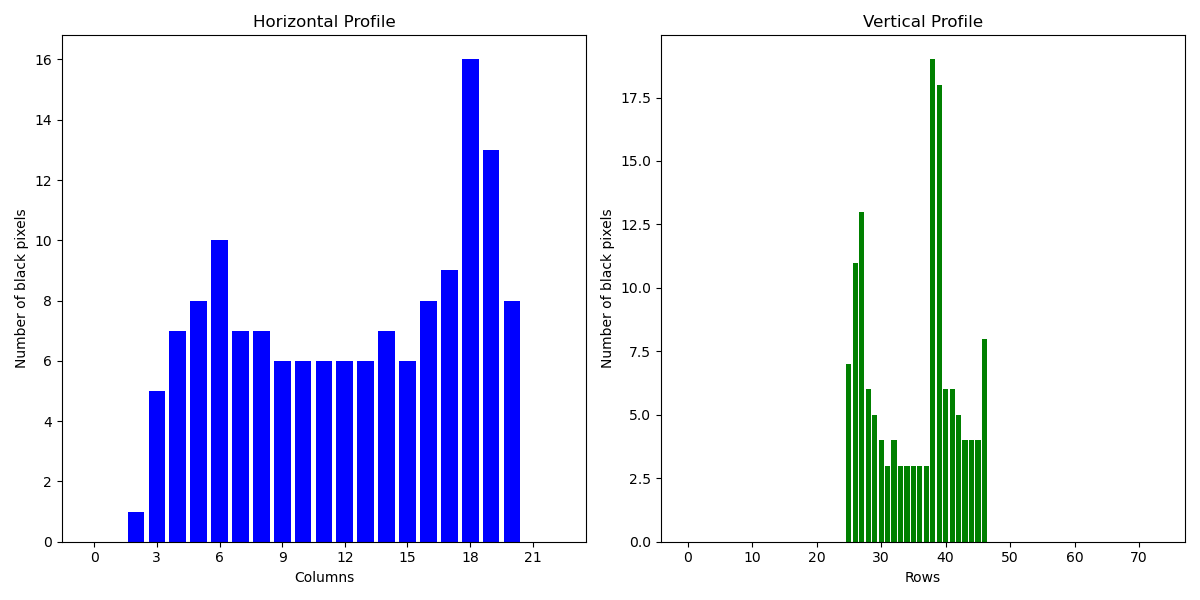 Horizontal Profile
Number of black pixels
16
14
12
10
8
6
4
2
0
0 3 6 9 12 15 18 21
Columns
Vertical Profile
Number of black pixels
17.5
15.0
12.5
10.0
7.5
5.0
2.5
0.0
0 10 20 30 40 50 60 70
Rows